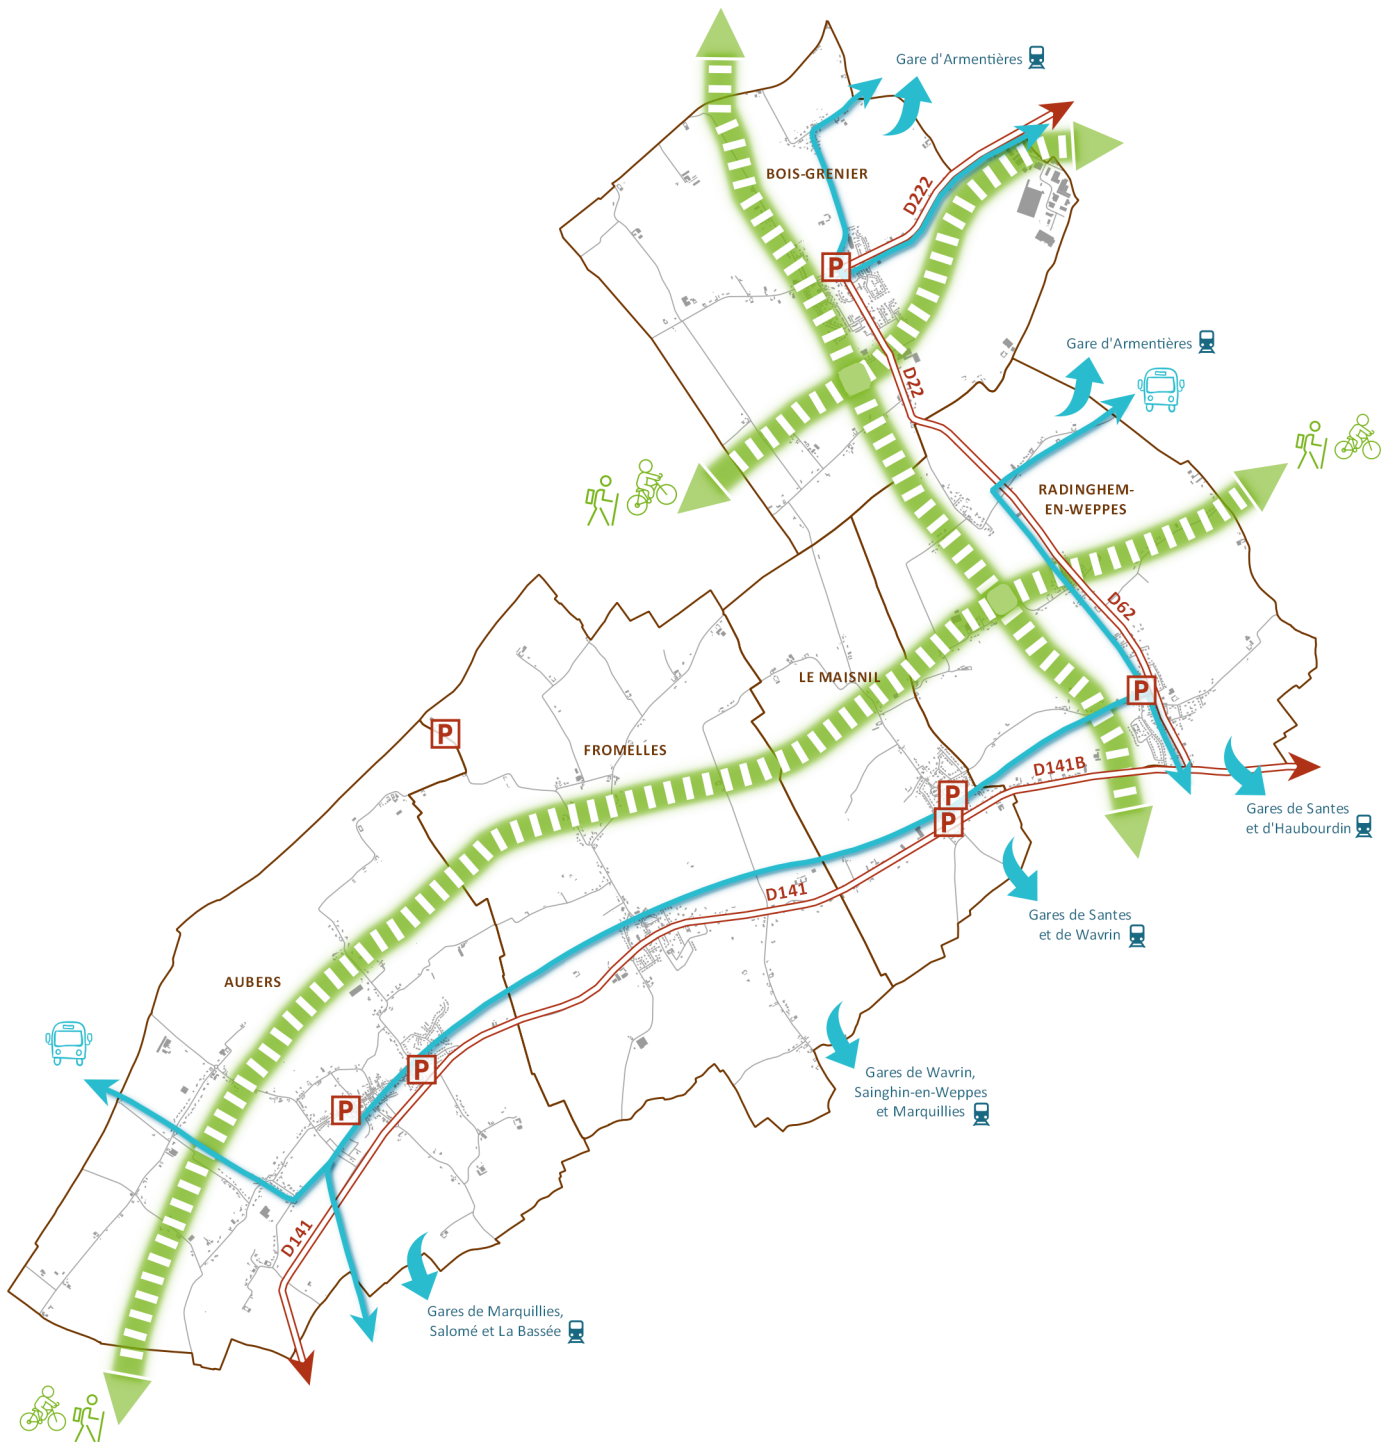 Gare d'Armentières
BOIS-GRENIER
D222
P
Gare d'Armentières
D22
RADINGHEM-
EN-WEPPES
D62
LE MAISNIL
P
P
FROMELLES
D141B
P
P
Gares de Santes
et d'Haubourdin
D141
Gares de Santes
et de Wavrin
AUBERS
P
P
Gares de Wavrin,
Sainghin-en-Weppes
et Marquillies
D141
Gares de Marquillies,
Salomé et La Bassée